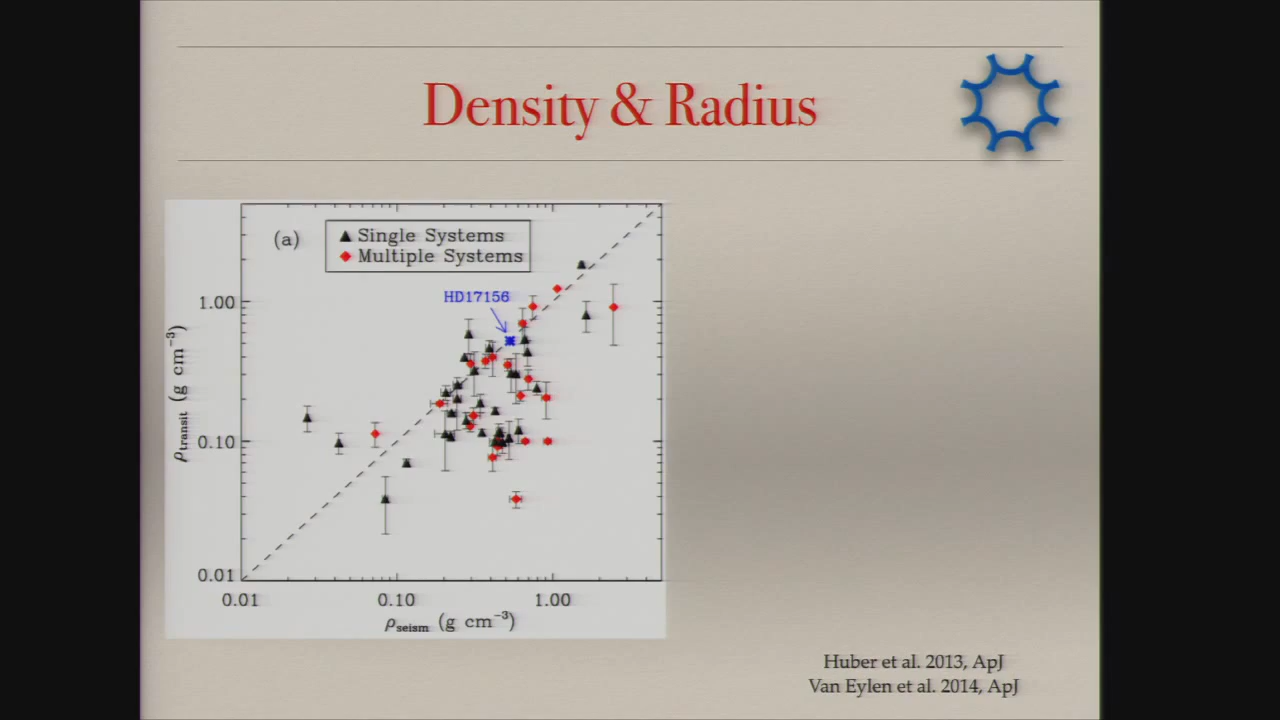 Density & Radius
(a)
Single Systems
Multiple Systems
HD17156
1.00
0.10
0.01
ρtransit (g cm⁻³)
0.01
0.10
1.00
ρseism (g cm⁻³)
Huber et al. 2013, ApJ
Van Eylen et al. 2014, ApJ